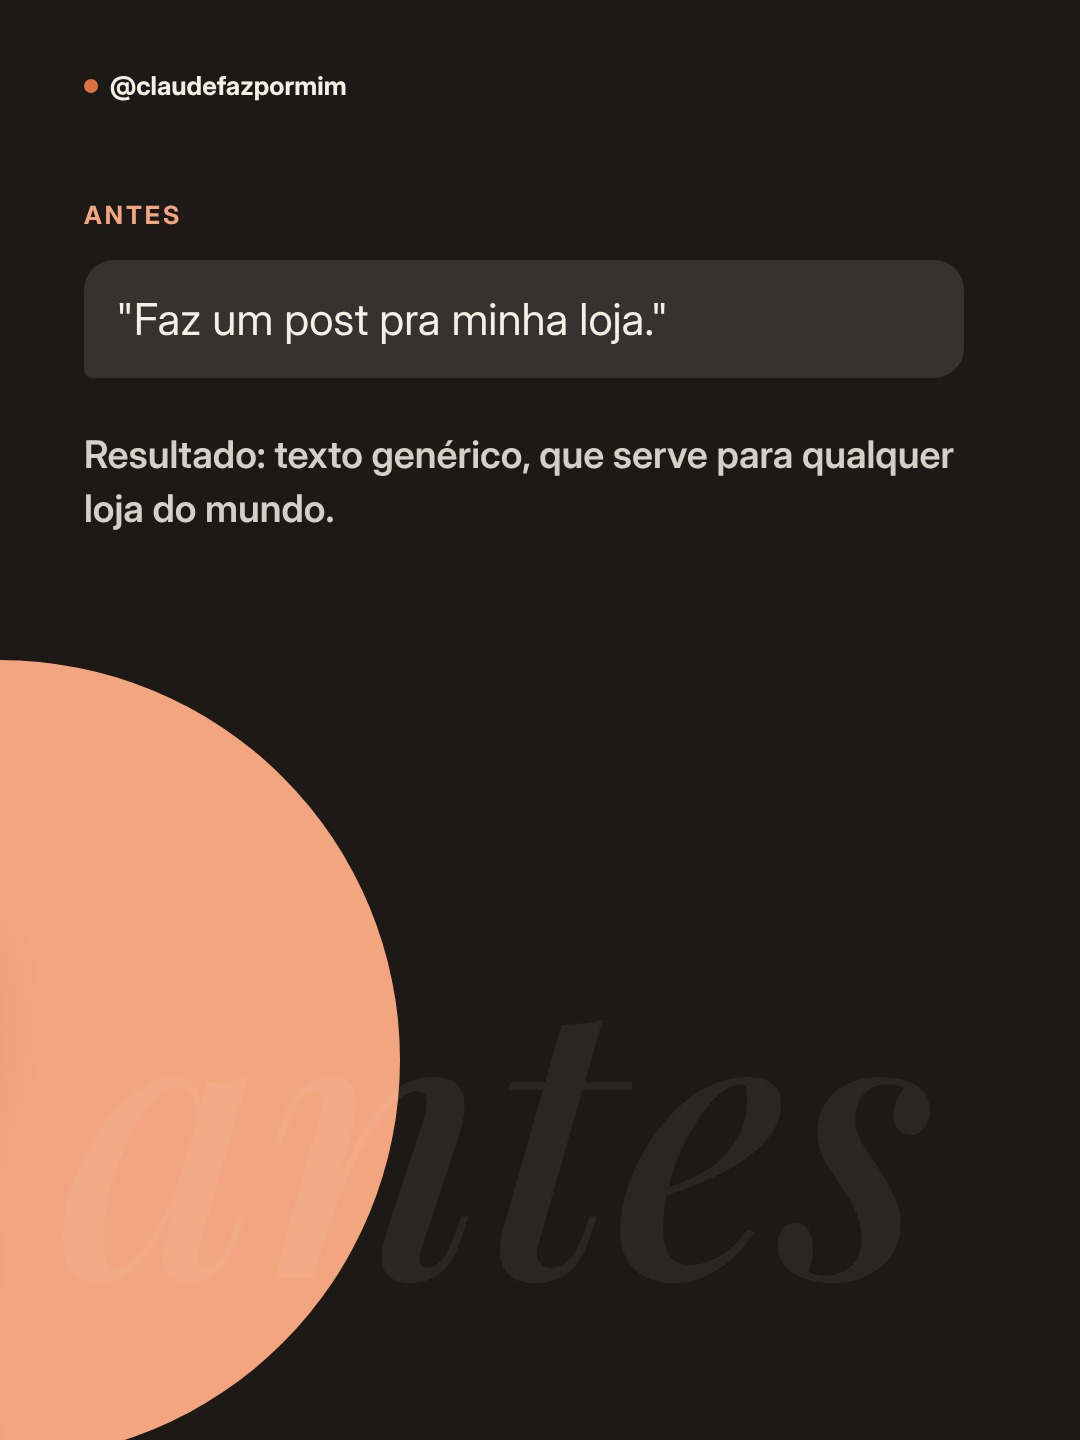 @claudefazpormim
ANTES
"Faz um post pra minha loja."
Resultado: texto genérico, que serve para qualquer
loja do mundo.
antes